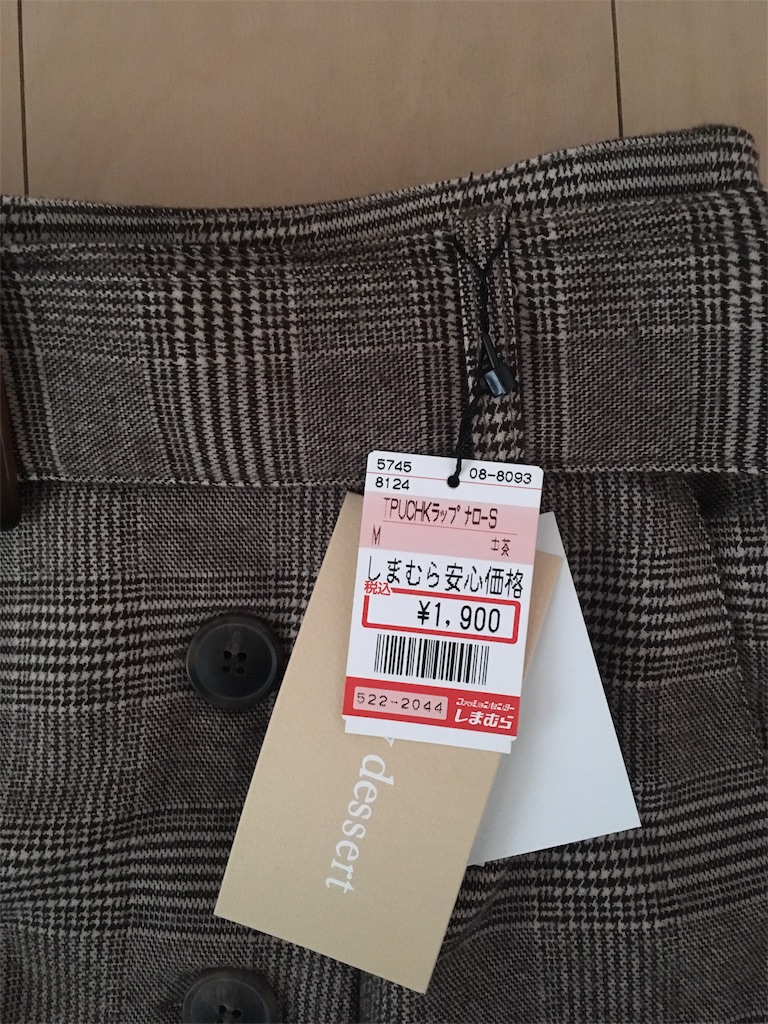 5745
08-8093
8124
TPUCHKラップ ナローS
M
中茶
しまむら安心価格
税込
¥1,900
522-2044
ファッションセンター
しまむら
dessert